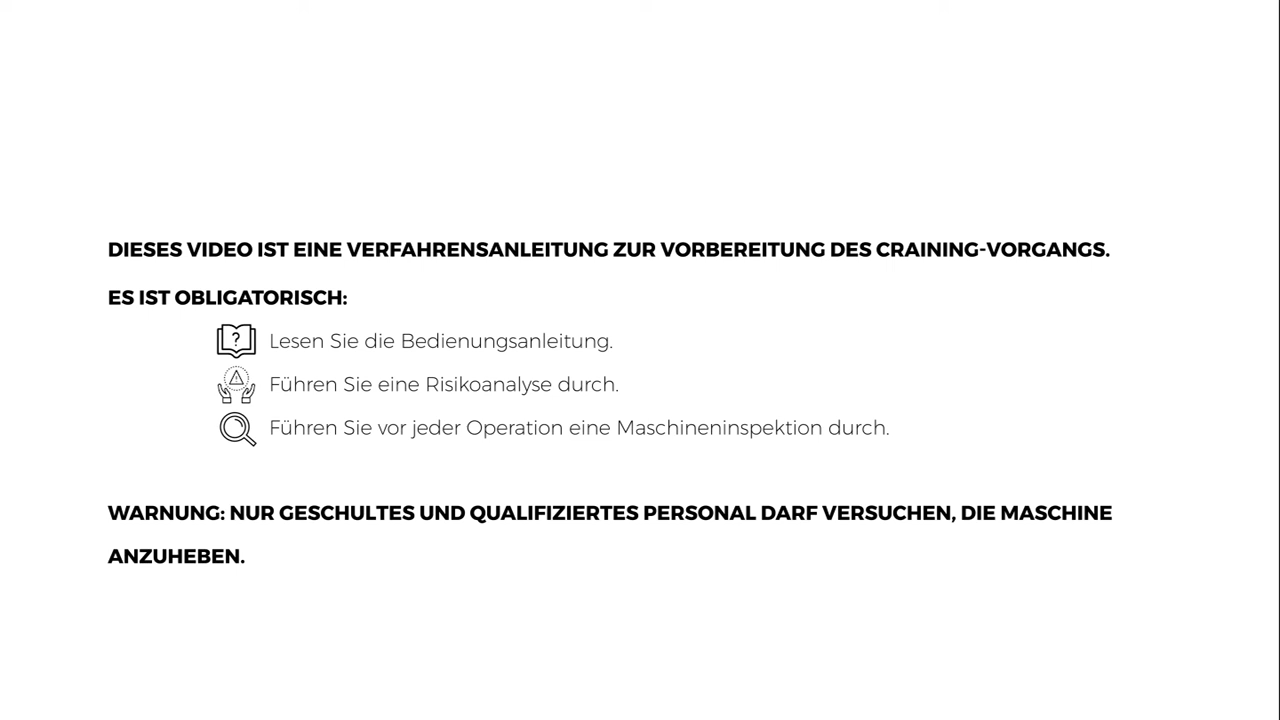 DIESES VIDEO IST EINE VERFAHRENSANLEITUNG ZUR VORBEREITUNG DES CRAINING-VORGANGS.
ES IST OBLIGATORISCH:
Lesen Sie die Bedienungsanleitung.
Führen Sie eine Risikoanalyse durch.
Führen Sie vor jeder Operation eine Maschineninspektion durch.
WARNUNG: NUR GESCHULTES UND QUALIFIZIERTES PERSONAL DARF VERSUCHEN, DIE MASCHINE
ANZUHEBEN.